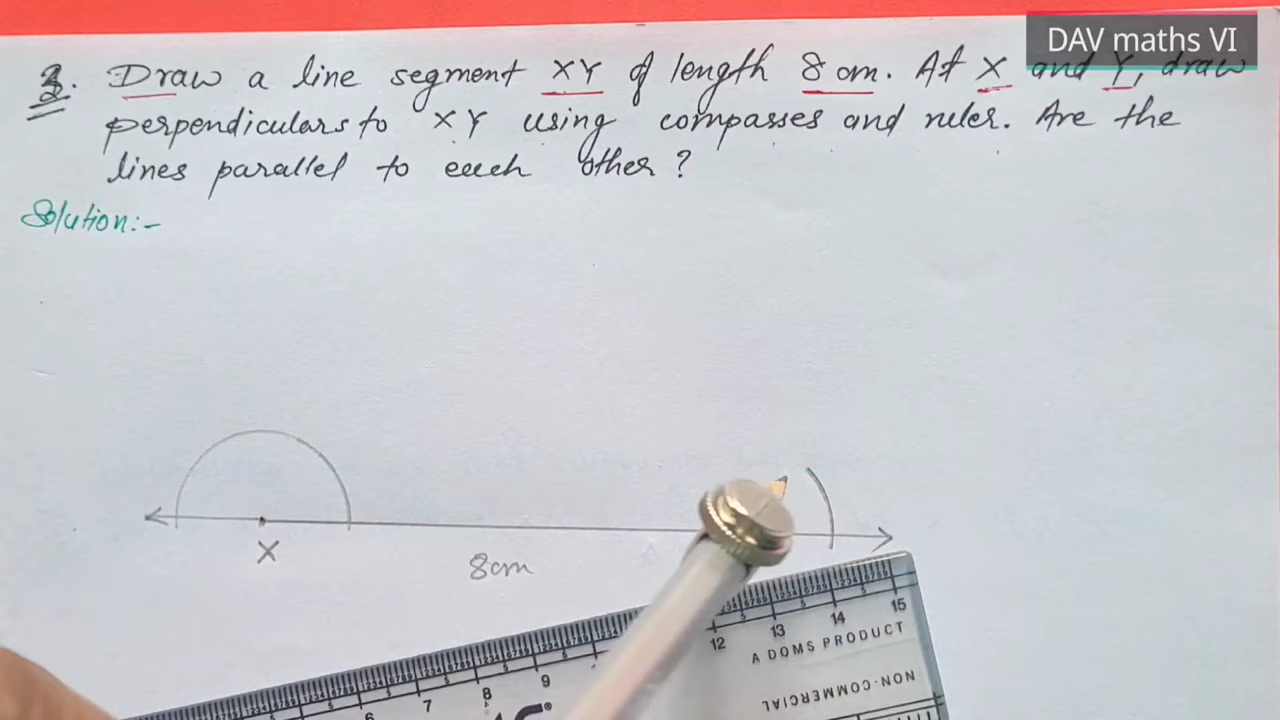 DAV maths VI
3. Draw a line segment XY of length 8 cm. At X and Y, draw
perpendiculars to XY using compasses and ruler. Are the
lines parallel to each other?
Solution:-
X
8cm
6 7 8 9 12 13 14 15
A DOMS PRODUCT
NON-COMMERCIAL